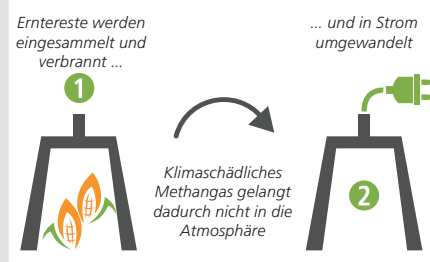 Erntereste werden
eingesammelt und
verbrannt ...
1
... und in Strom
umgewandelt
Klimaschädliches
Methangas gelangt
dadurch nicht in die
Atmosphäre
2